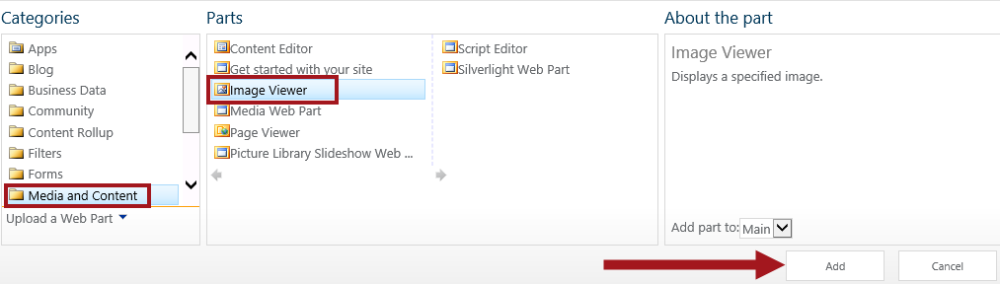 Categories
Apps
Blog
Business Data
Community
Content Rollup
Filters
Forms
Media and Content
Upload a Web Part
Parts
Content Editor
Get started with your site
Image Viewer
Media Web Part
Page Viewer
Picture Library Slideshow Web ...
Script Editor
Silverlight Web Part
About the part
Image Viewer
Displays a specified image.
Add part to: Main
Add
Cancel